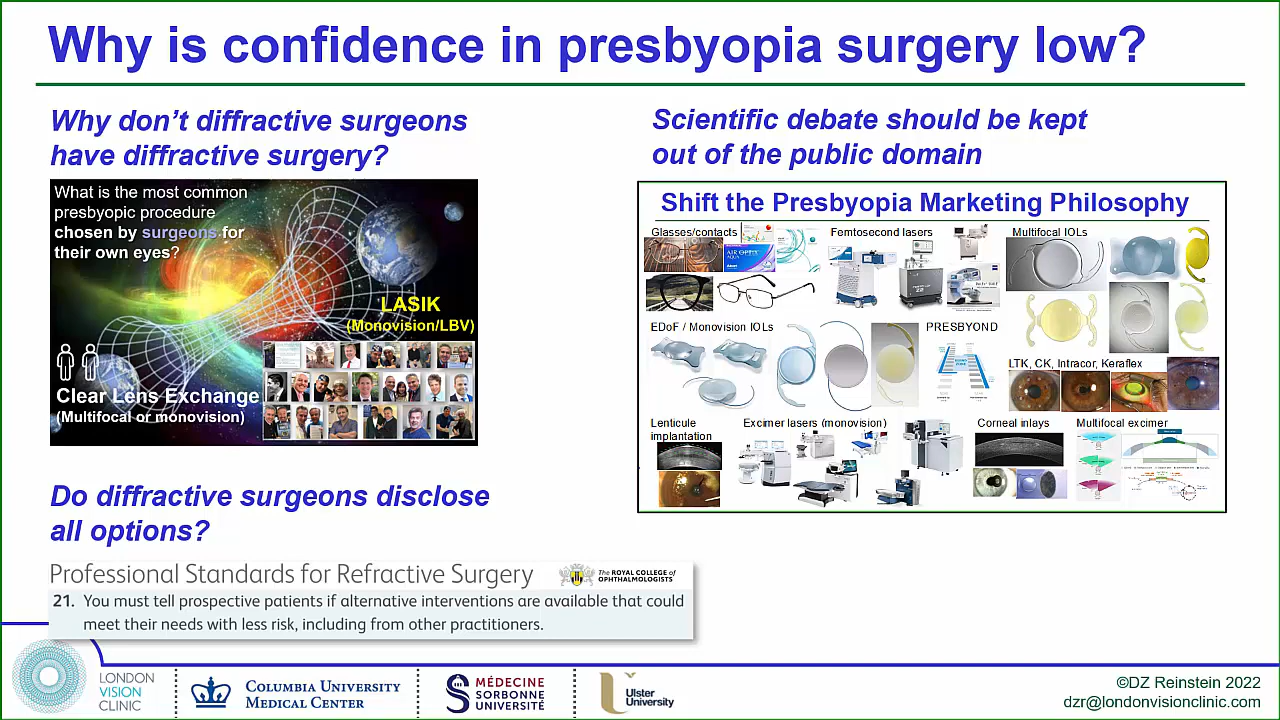 Why is confidence in presbyopia surgery low?
Why don’t diffractive surgeons
have diffractive surgery?
What is the most common
presbyopic procedure
chosen by surgeons for
their own eyes?
LASIK
(Monovision/LBV)
Clear Lens Exchange
(Multifocal or monovision)
Do diffractive surgeons disclose
all options?
Professional Standards for Refractive Surgery
The ROYAL COLLEGE of
OPHTHALMOLOGISTS
21. You must tell prospective patients if alternative interventions are available that could
meet their needs with less risk, including from other practitioners.
Scientific debate should be kept
out of the public domain
Shift the Presbyopia Marketing Philosophy
Glasses/contacts
AIR OPTIX
AQUA
Femtosecond lasers
Multifocal IOLs
EDoF / Monovision IOLs
PRESBYOND
LTK, CK, Intracor, Keraflex
Lenticule
implantation
Excimer lasers (monovision)
Corneal inlays
Multifocal excimer
LONDON
VISION
CLINIC
COLUMBIA UNIVERSITY
MEDICAL CENTER
MÉDECINE
SORBONNE
UNIVERSITÉ
Ulster
University
©DZ Reinstein 2022
dzr@londonvisionclinic.com